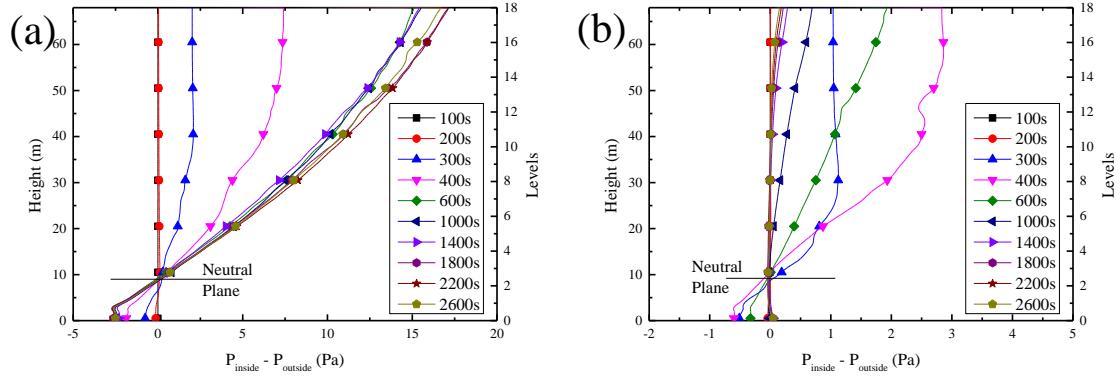 (a)
60
50
40
30
20
10
0
Height (m)
-5
0
5
10
15
20
P_inside - P_outside (Pa)
18
16
14
12
10
8
6
4
2
0
Levels
100s
200s
300s
400s
600s
1000s
1400s
1800s
2200s
2600s
Neutral
Plane
(b)
60
50
40
30
20
10
0
Height (m)
-2
-1
0
1
2
3
4
5
P_inside - P_outside (Pa)
18
16
14
12
10
8
6
4
2
0
Levels
100s
200s
300s
400s
600s
1000s
1400s
1800s
2200s
2600s
Neutral
Plane